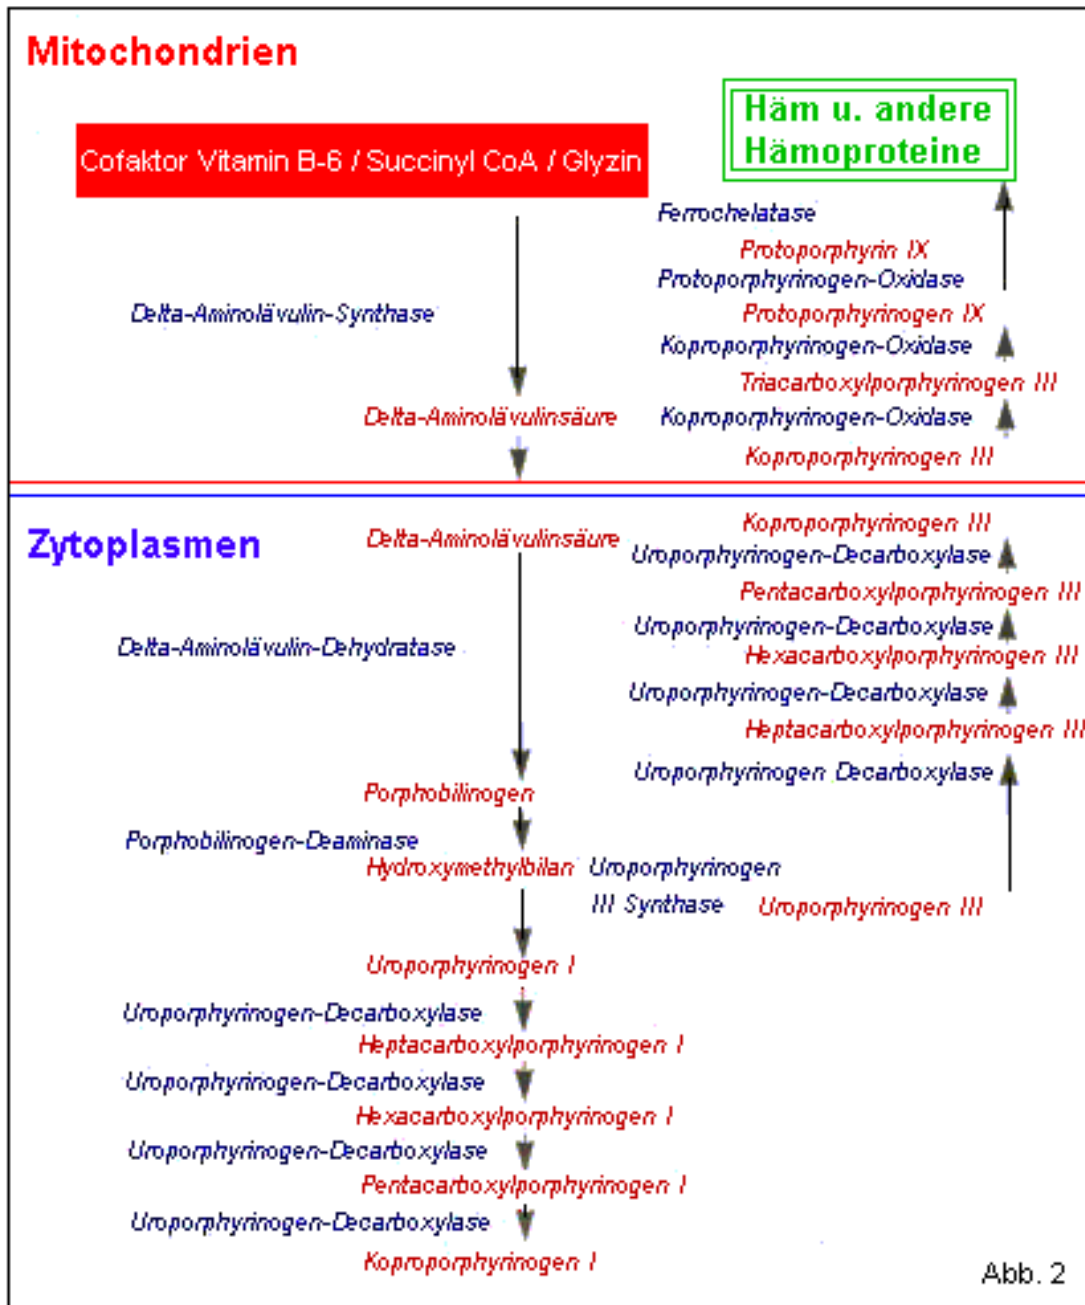 Mitochondrien
Häm u. andere
Hämoproteine
Cofaktor Vitamin B-6 / Succinyl CoA / Glyzin
Ferrochelatase
Protoporphyrin IX
Protoporphyrinogen-Oxidase
Delta-Aminolävulin-Synthase
Protoporphyrinogen IX
Koproporphyrinogen-Oxidase
Triacarboxylporphyrinogen III
Delta-Aminolävulinsäure
Koproporphyrinogen-Oxidase
Koproporphyrinogen III
Zytoplasmen
Delta-Aminolävulinsäure
Koproporphyrinogen III
Uroporphyrinogen-Decarboxylase
Pentacarboxylporphyrinogen III
Uroporphyrinogen-Decarboxylase
Delta-Aminolävulin-Dehydratase
Hexacarboxylporphyrinogen III
Uroporphyrinogen-Decarboxylase
Heptacarboxylporphyrinogen III
Uroporphyrinogen Decarboxylase
Porphobilinogen
Porphobilinogen-Deaminase
Hydroxymethylbilan
Uroporphyrinogen
III Synthase
Uroporphyrinogen III
Uroporphyrinogen I
Uroporphyrinogen-Decarboxylase
Heptacarboxylporphyrinogen I
Uroporphyrinogen-Decarboxylase
Hexacarboxylporphyrinogen I
Uroporphyrinogen-Decarboxylase
Pentacarboxylporphyrinogen I
Uroporphyrinogen-Decarboxylase
Koproporphyrinogen I
Abb. 2